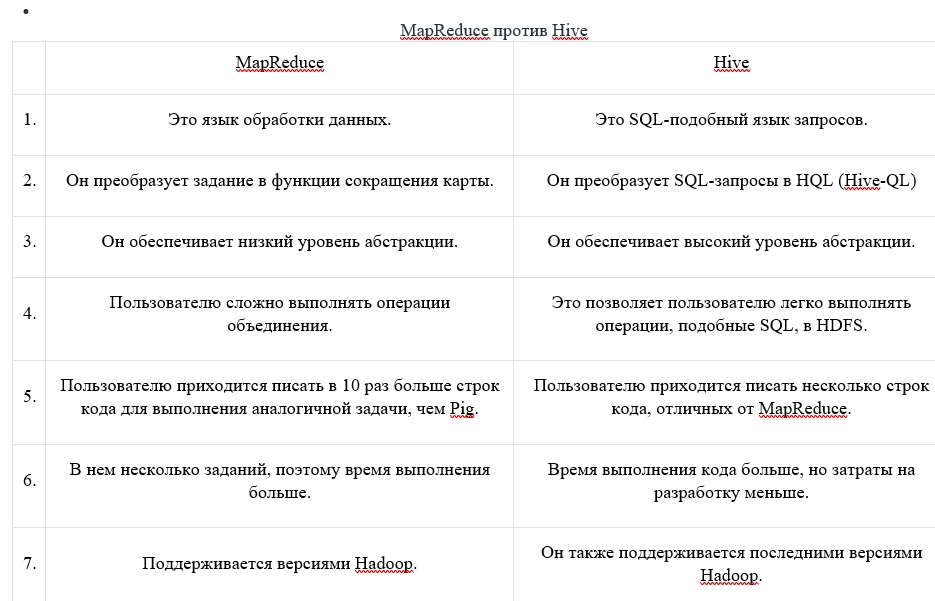 MapReduce против Hive
MapReduce
Hive
1.
Это язык обработки данных.
Это SQL-подобный язык запросов.
2.
Он преобразует задание в функции сокращения карты.
Он преобразует SQL-запросы в HQL (Hive-QL)
3.
Он обеспечивает низкий уровень абстракции.
Он обеспечивает высокий уровень абстракции.
4.
Пользователю сложно выполнять операции
объединения.
Это позволяет пользователю легко выполнять
операции, подобные SQL, в HDFS.
5.
Пользователю приходится писать в 10 раз больше строк
кода для выполнения аналогичной задачи, чем Pig.
Пользователю приходится писать несколько строк
кода, отличных от MapReduce.
6.
В нем несколько заданий, поэтому время выполнения
больше.
Время выполнения кода больше, но затраты на
разработку меньше.
7.
Поддерживается версиями Hadoop.
Он также поддерживается последними версиями
Hadoop.